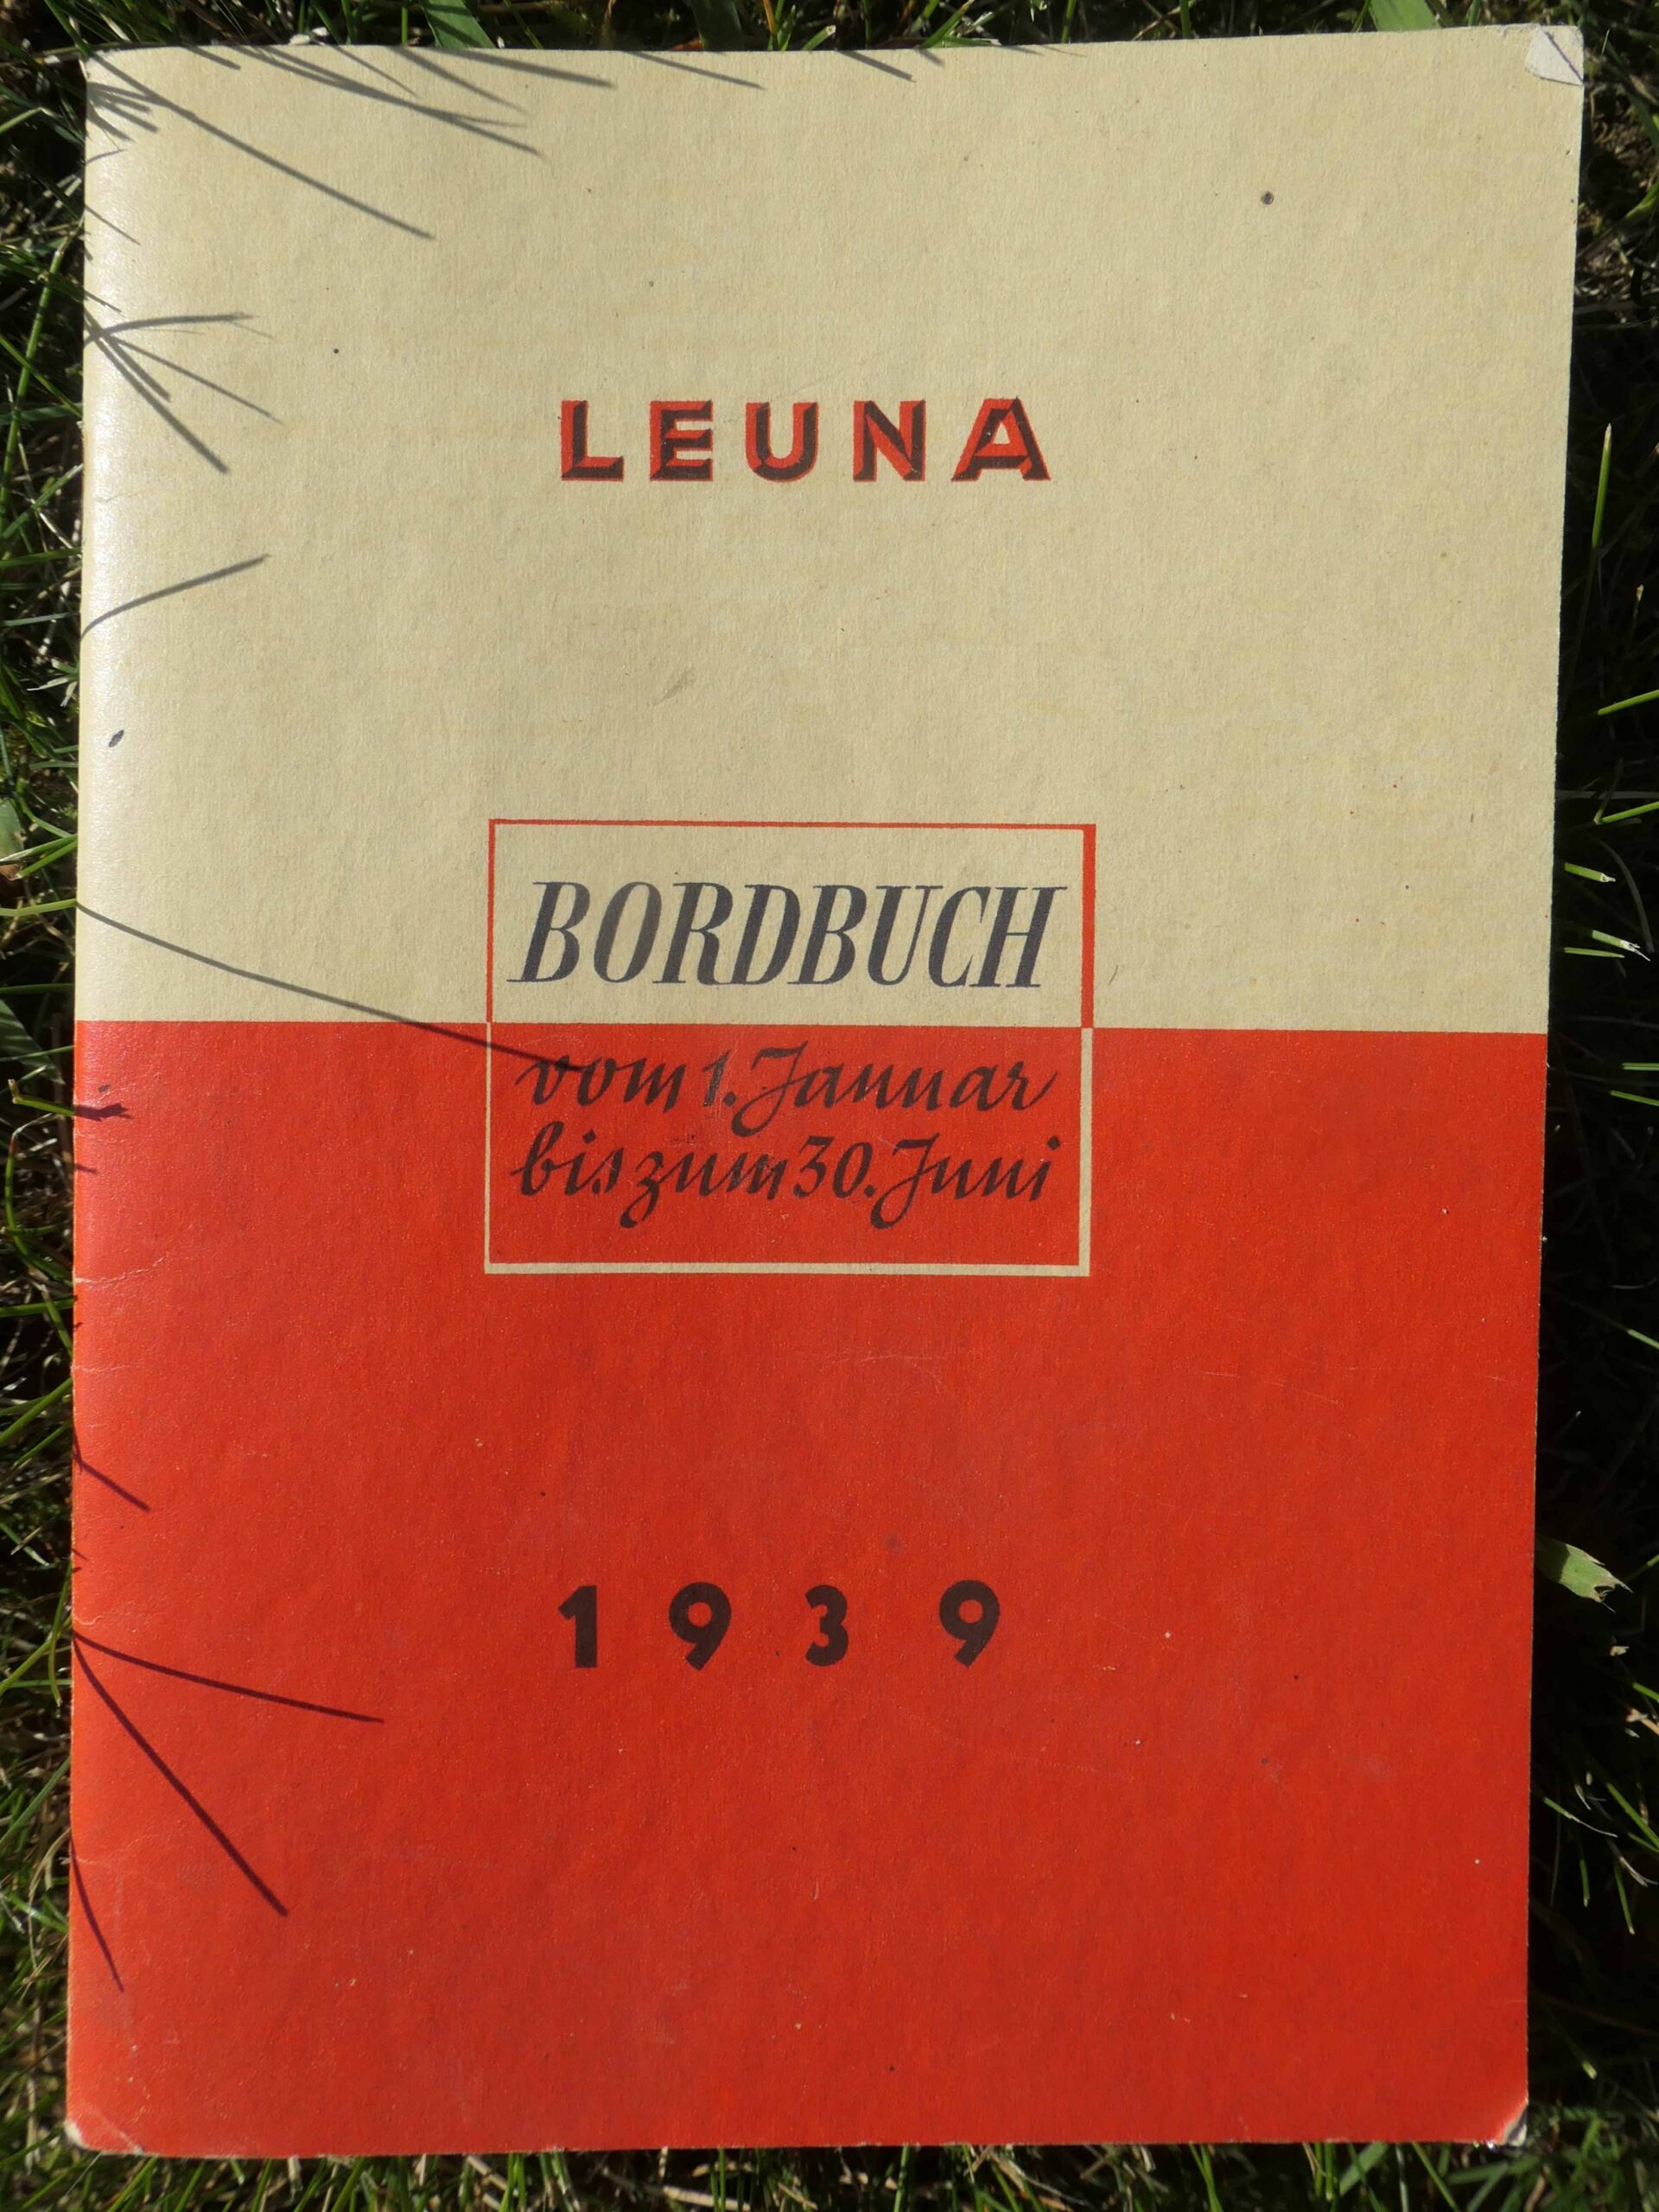 LEUNA
BORDBUCH
vom 1. Januar
bis zum 30. Juni
1939